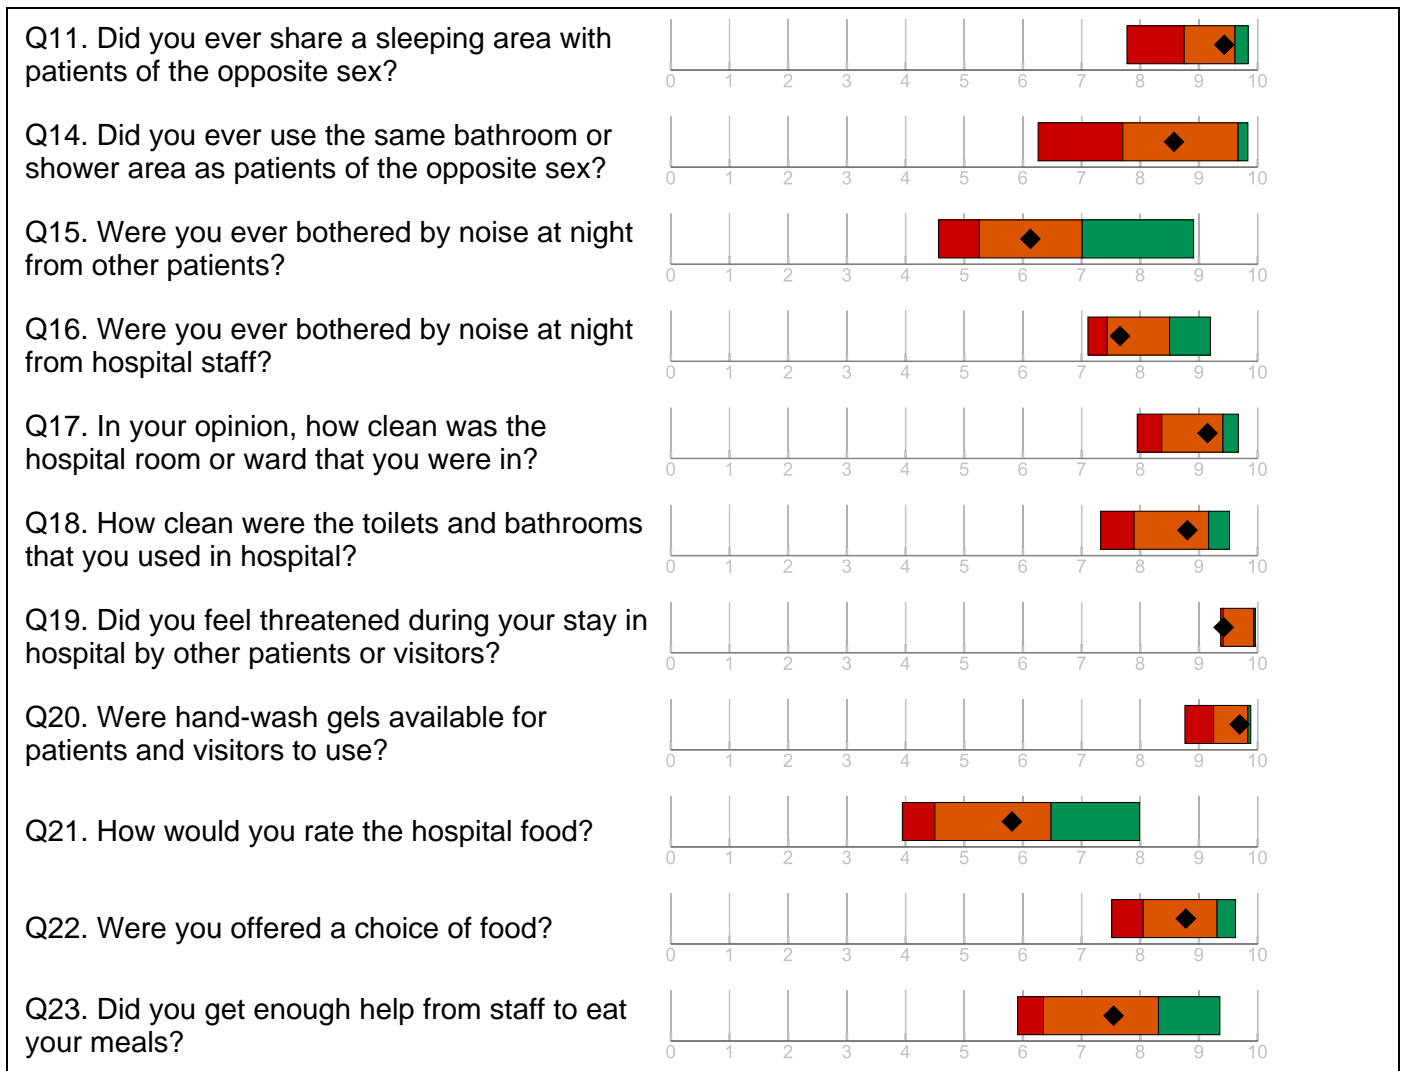 Q11. Did you ever share a sleeping area with
patients of the opposite sex?
0 1 2 3 4 5 6 7 8 9 10
Q14. Did you ever use the same bathroom or
shower area as patients of the opposite sex?
0 1 2 3 4 5 6 7 8 9 10
Q15. Were you ever bothered by noise at night
from other patients?
0 1 2 3 4 5 6 7 8 9 10
Q16. Were you ever bothered by noise at night
from hospital staff?
0 1 2 3 4 5 6 7 8 9 10
Q17. In your opinion, how clean was the
hospital room or ward that you were in?
0 1 2 3 4 5 6 7 8 9 10
Q18. How clean were the toilets and bathrooms
that you used in hospital?
0 1 2 3 4 5 6 7 8 9 10
Q19. Did you feel threatened during your stay in
hospital by other patients or visitors?
0 1 2 3 4 5 6 7 8 9 10
Q20. Were hand-wash gels available for
patients and visitors to use?
0 1 2 3 4 5 6 7 8 9 10
Q21. How would you rate the hospital food?
0 1 2 3 4 5 6 7 8 9 10
Q22. Were you offered a choice of food?
0 1 2 3 4 5 6 7 8 9 10
Q23. Did you get enough help from staff to eat
your meals?
0 1 2 3 4 5 6 7 8 9 10